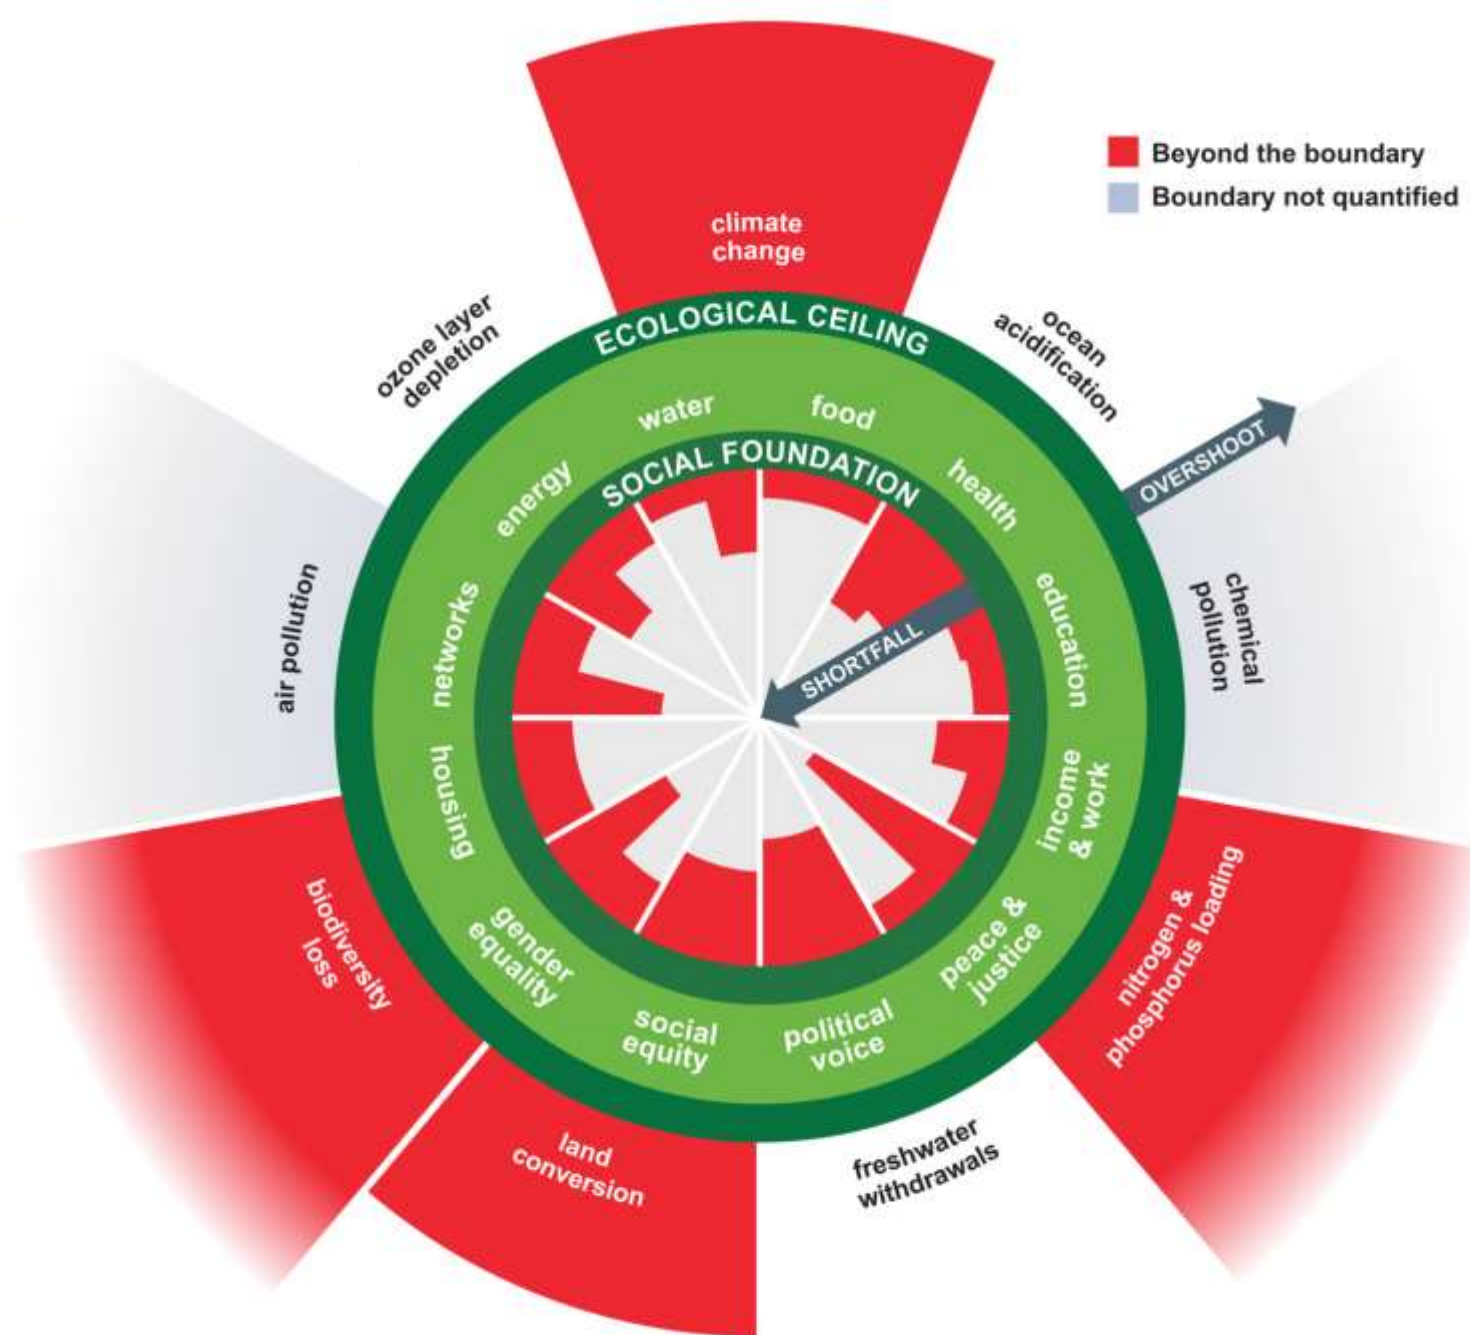 climate
change
Beyond the boundary
Boundary not quantified
ozone layer
depletion
ocean
acidification
ECOLOGICAL CEILING
OVERSHOOT
water
food
SOCIAL FOUNDATION
energy
health
networks
education
SHORTFALL
air pollution
chemical
pollution
housing
income
& work
biodiversity
loss
gender
equality
peace &
justice
nitrogen &
phosphorus loading
social
equity
political
voice
land
conversion
freshwater
withdrawals